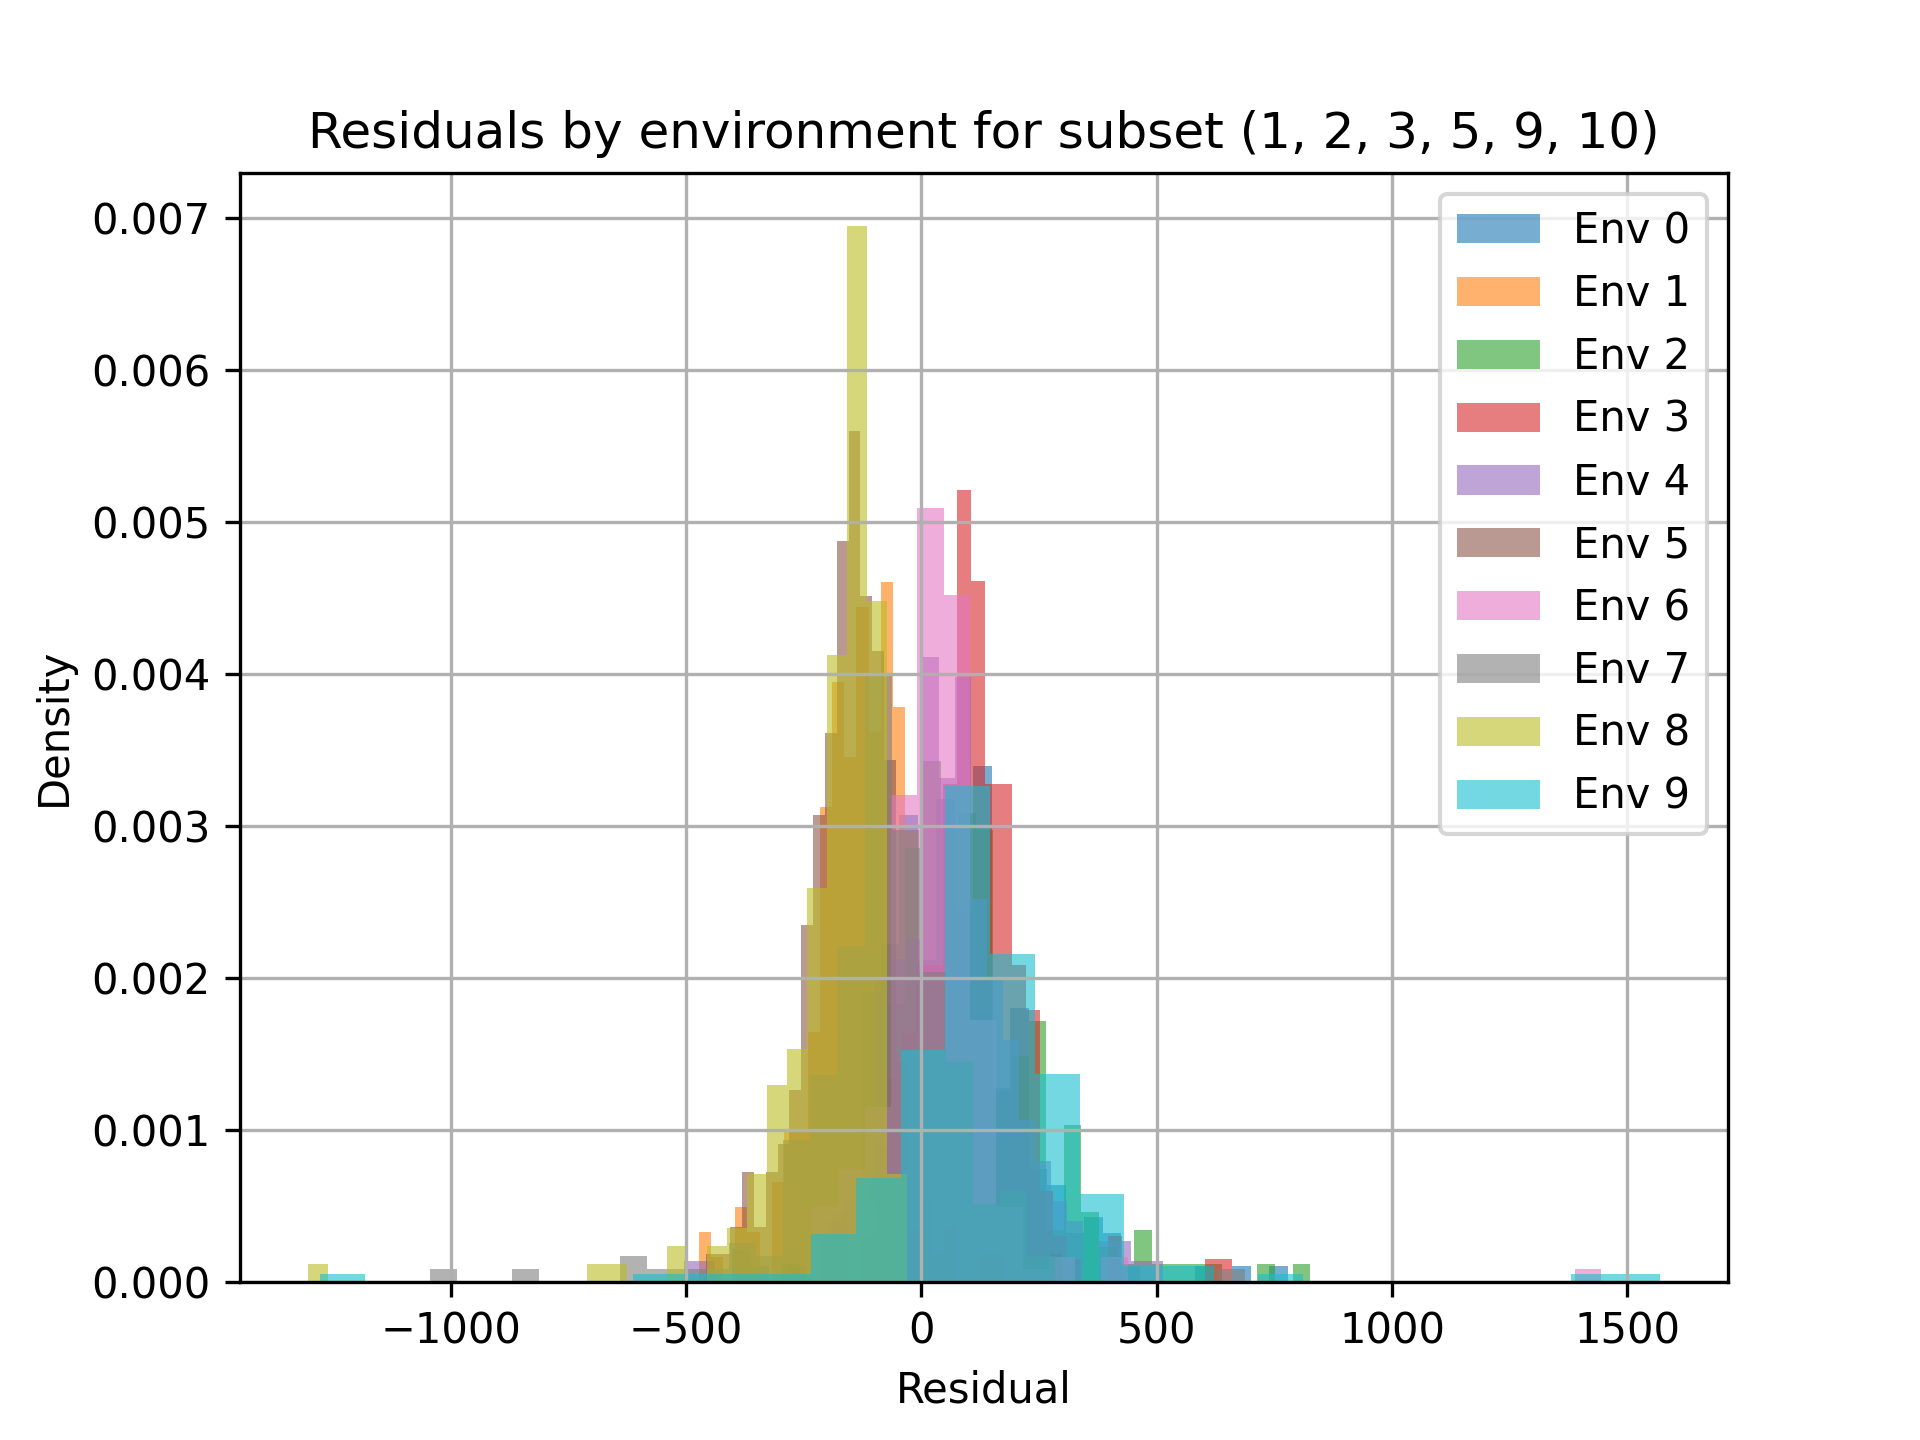 Residuals by environment for subset (1, 2, 3, 5, 9, 10)
0.007
0.006
0.005
0.004
0.003
0.002
0.001
0.000
Density
Env 0
Env 1
Env 2
Env 3
Env 4
Env 5
Env 6
Env 7
Env 8
Env 9
−1000
−500
0
500
1000
1500
Residual